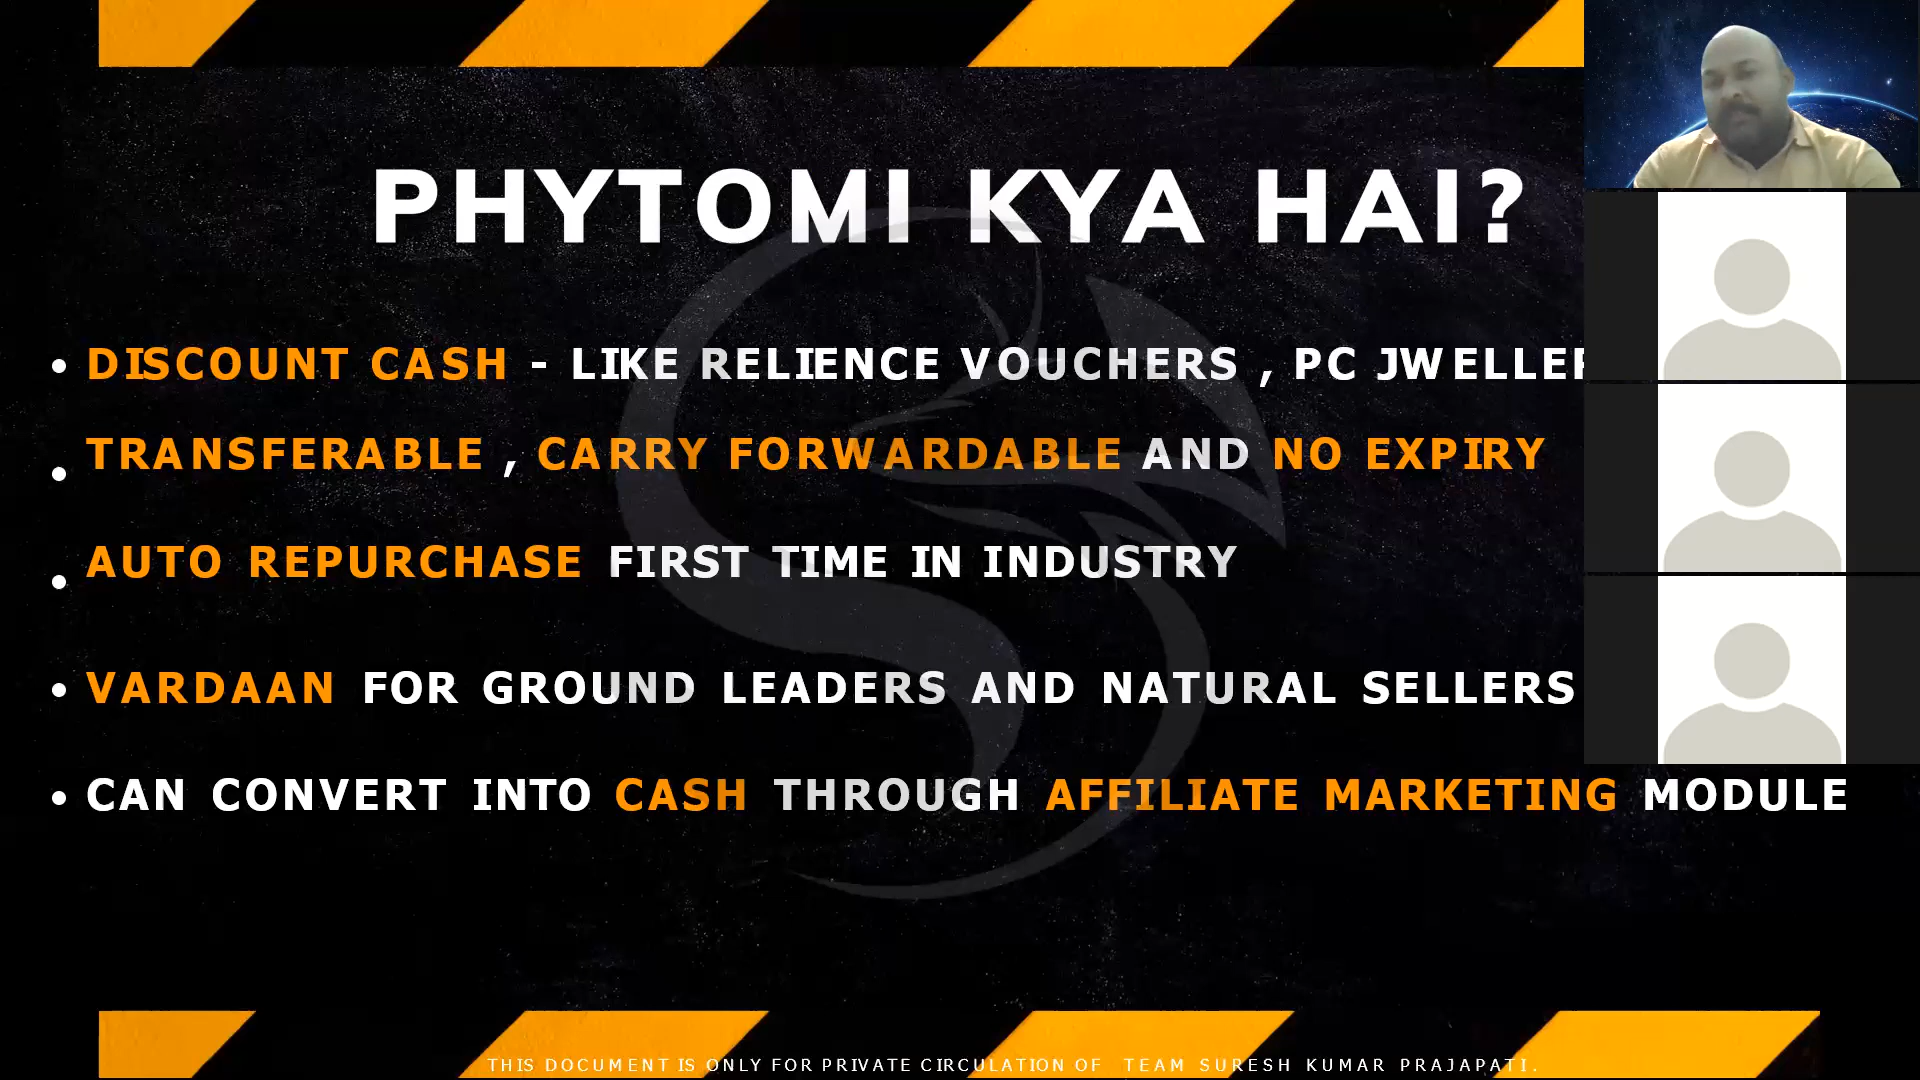 PHYTOMI KYA HAI?
DISCOUNT CASH - LIKE RELIENCE VOUCHERS , PC
TRANSFERABLE , CARRY FORWARDABLE AND NO EXPIRY
AUTO REPURCHASE FIRST TIME IN INDUSTRY
VARDAAN FOR GROUND LEADERS AND NATURAL SELLERS
CAN CONVERT INTO CASH THROUGH AFFILIATE MARKETING MODULE
THIS DOCUMENT IS ONLY FOR PRIVATE CIRCULATION OF TEAM SURESH KUMAR PRAJAPATI.